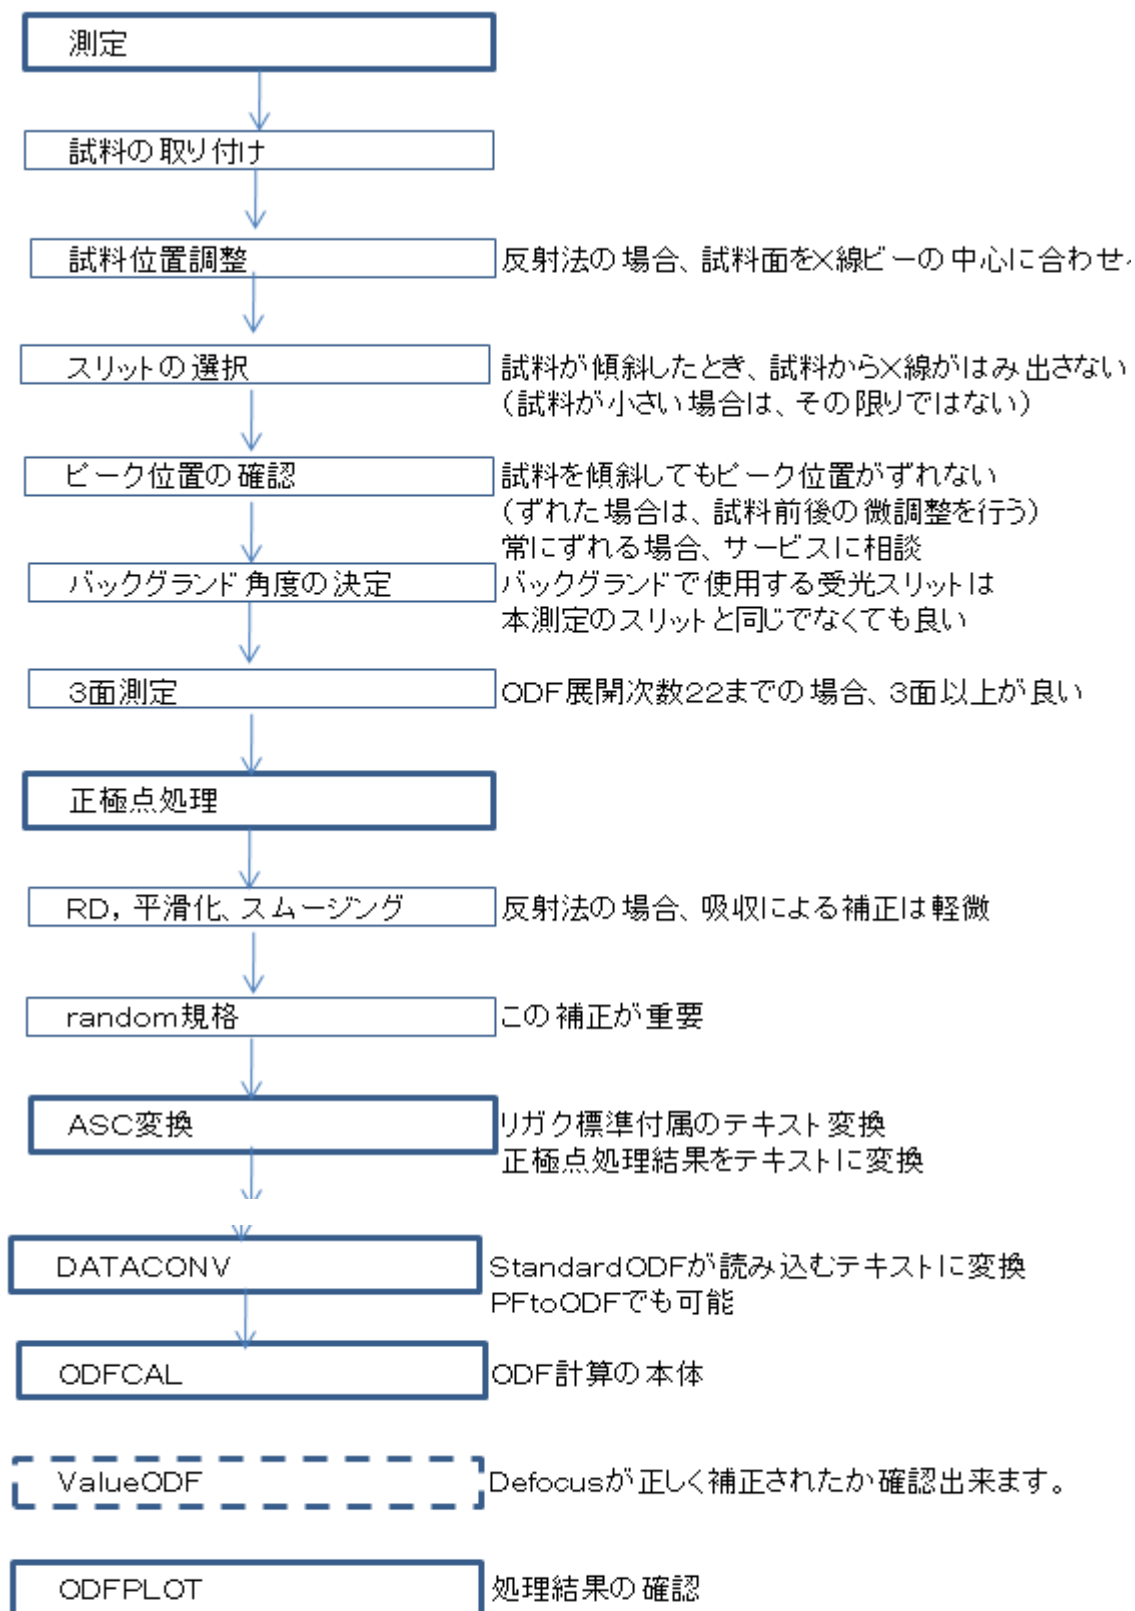 測定
試料の取り付け
試料位置調整
反射法の場合、試料面をX線ビーの中心に合わせ
スリットの選択
試料が傾斜したとき、試料からX線がはみ出さない
（試料が小さい場合は、その限りではない）
ピーク位置の確認
試料を傾斜してもピーク位置がずれない
（ずれた場合は、試料前後の微調整を行う）
常にずれる場合、サービスに相談
バックグランド角度の決定
バックグランドで使用する受光スリットは
本測定のスリットと同じでなくても良い
3面測定
ODF展開次数22までの場合、3面以上が良い
正極点処理
RD，平滑化、スムージング
反射法の場合、吸収による補正は軽微
random規格
この補正が重要
ASC変換
リガク標準付属のテキスト変換
正極点処理結果をテキストに変換
DATACONV
StandardODFが読み込むテキストに変換
PFtoODFでも可能
ODFCAL
ODF計算の本体
ValueODF
Defocusが正しく補正されたか確認出来ます。
ODFPLOT
処理結果の確認